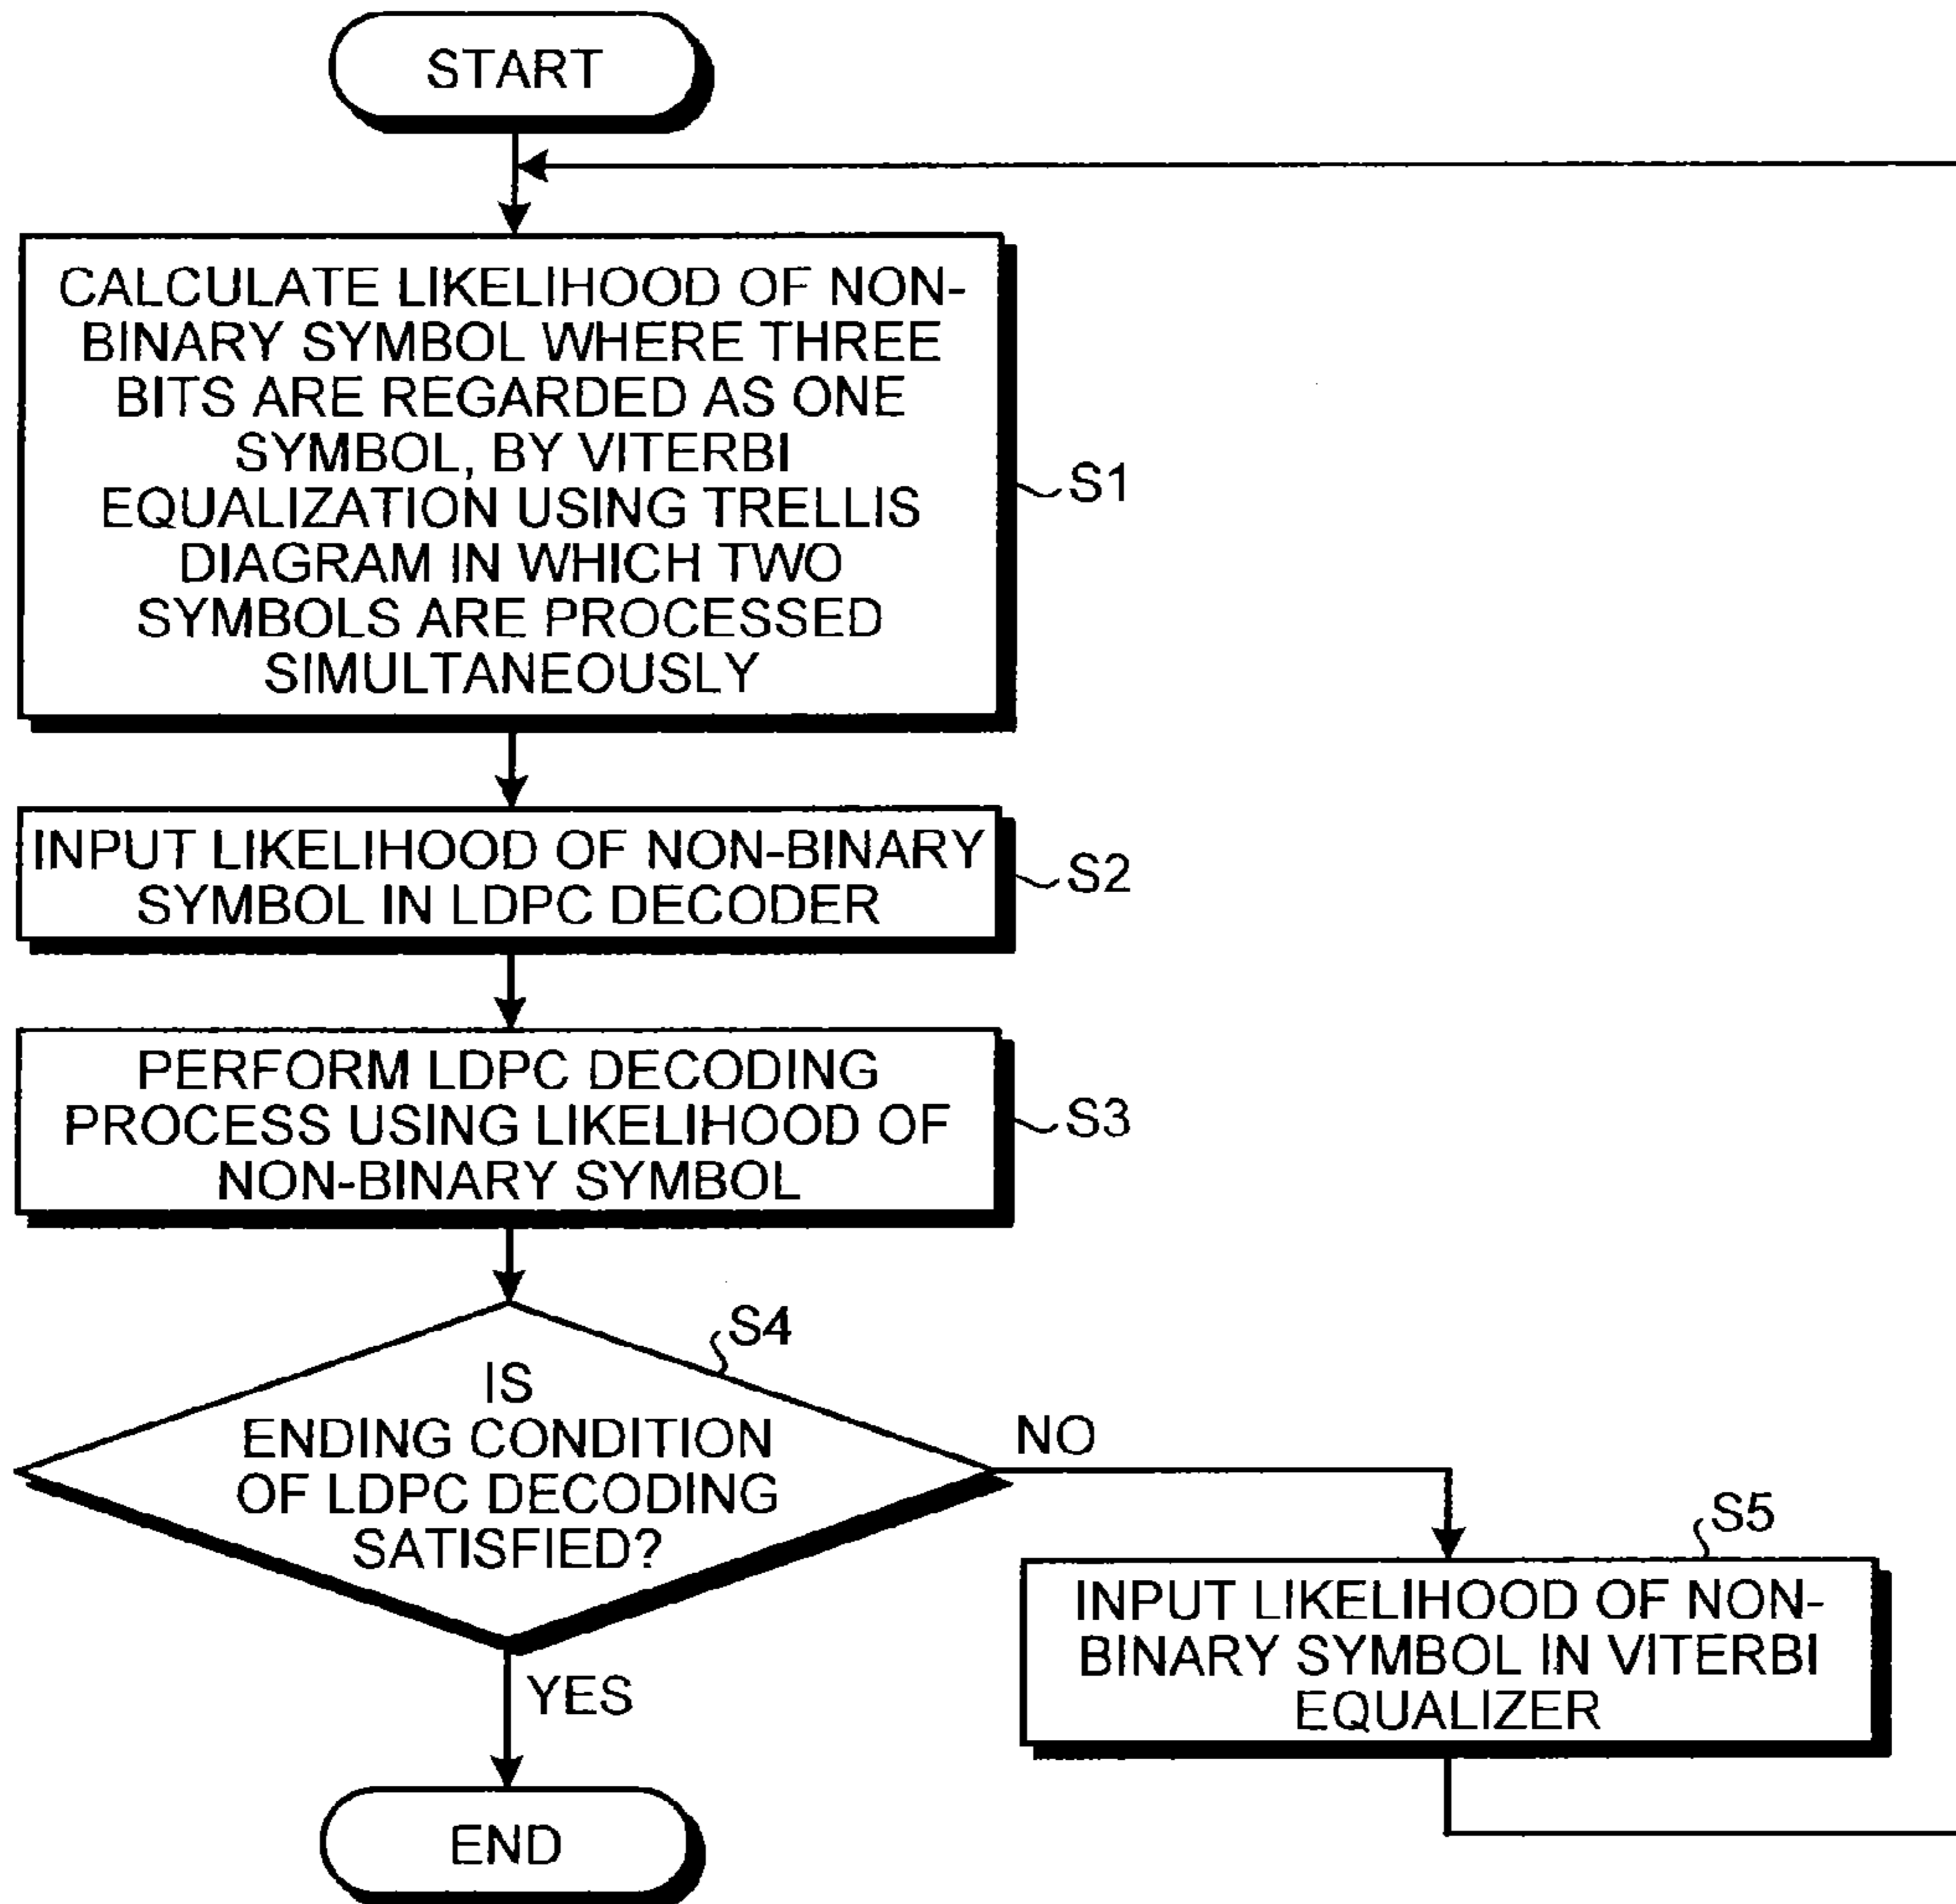 START
CALCULATE LIKELIHOOD OF NON-
BINARY SYMBOL WHERE THREE
BITS ARE REGARDED AS ONE
SYMBOL, BY VITERBI
EQUALIZATION USING TRELLIS
DIAGRAM IN WHICH TWO
SYMBOLS ARE PROCESSED
SIMULTANEOUSLY
S1
INPUT LIKELIHOOD OF NON-BINARY
SYMBOL IN LDPC DECODER
S2
PERFORM LDPC DECODING
PROCESS USING LIKELIHOOD OF
NON-BINARY SYMBOL
S3
S4
IS
ENDING CONDITION
OF LDPC DECODING
SATISFIED?
NO
S5
INPUT LIKELIHOOD OF NON-
BINARY SYMBOL IN VITERBI
EQUALIZER
YES
END